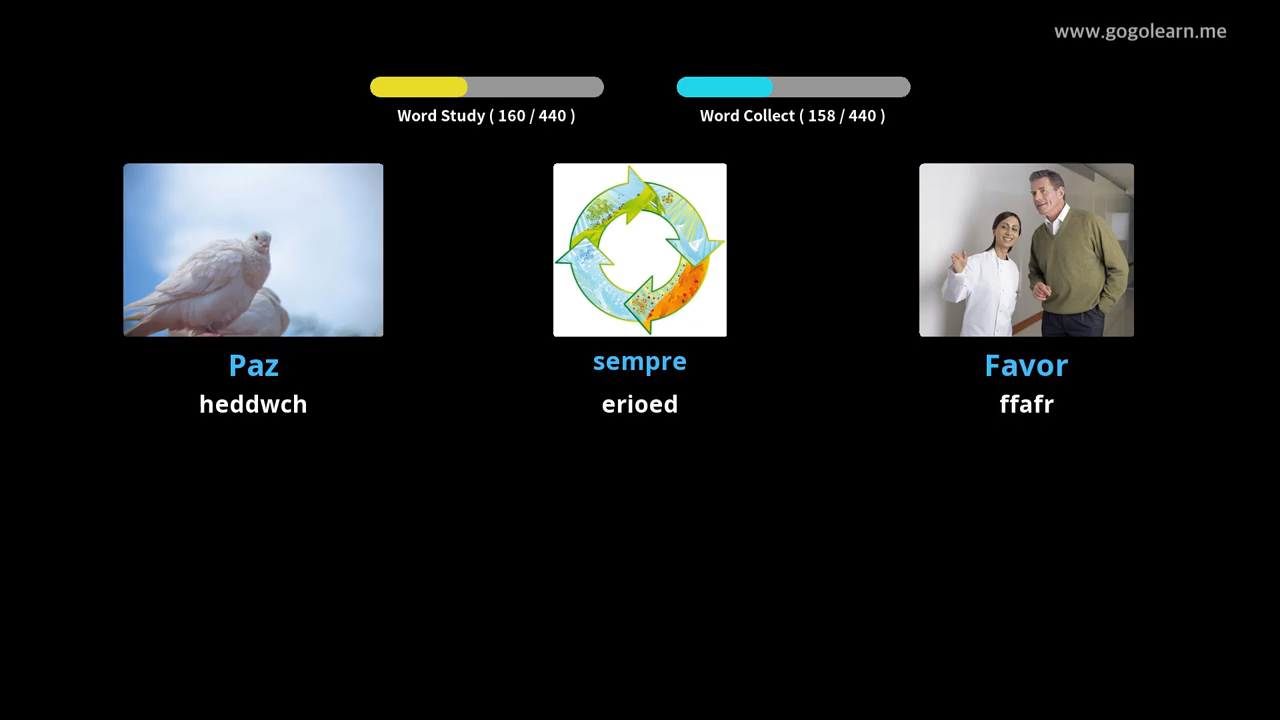 www.gogolearn.me
Word Study ( 160 / 440 )
Word Collect ( 158 / 440 )
Paz
sempre
Favor
heddwch
erioed
ffafr